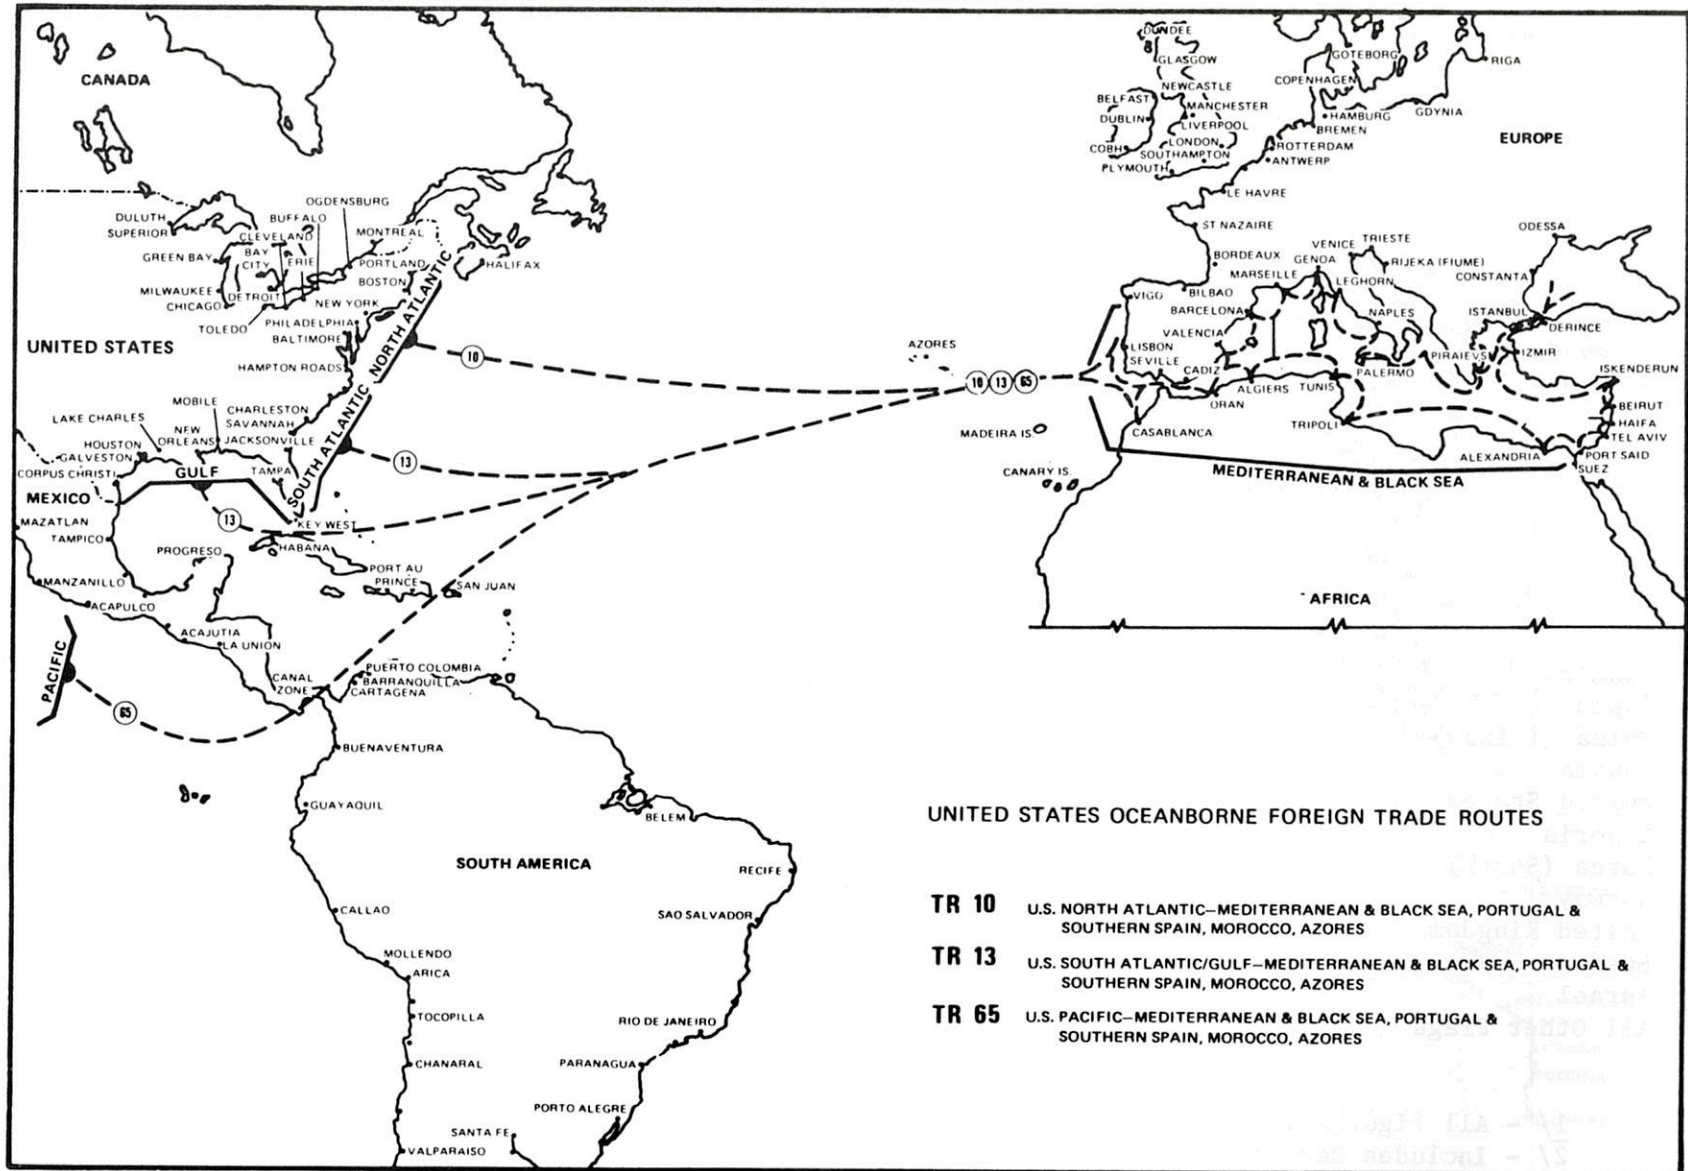 CANADA
DULUTH
SUPERIOR
GREEN BAY
MILWAUKEE
CHICAGO
TOLEDO
DETROIT
BAY
CITY
ERIE
CLEVELAND
BUFFALO
OGDENSBURG
MONTREAL
PORTLAND
BOSTON
HALIFAX
NEW YORK
PHILADELPHIA
BALTIMORE
HAMPTON ROADS
UNITED STATES
NORTH ATLANTIC
SOUTH ATLANTIC
10
13
LAKE CHARLES
MOBILE
CHARLESTON
SAVANNAH
HOUSTON
GALVESTON
NEW
ORLEANS
JACKSONVILLE
CORPUS CHRISTI
GULF
TAMPA
MEXICO
13
KEY WEST
MAZATLAN
TAMPICO
PROGRESO
HABANA
PORT AU
PRINCE
SAN JUAN
MANZANILLO
ACAPULCO
ACAJUTIA
LA UNION
PACIFIC
65
CANAL
ZONE
PUERTO COLOMBIA
BARRANQUILLA
CARTAGENA
BUENAVENTURA
GUAYAQUIL
BELEM
SOUTH AMERICA
RECIFE
CALLAO
SAO SALVADOR
MOLLENDO
ARICA
TOCOPILLA
RIO DE JANEIRO
CHANARAL
PARANAGUA
PORTO ALEGRE
SANTA FE
VALPARAISO
DUNDEE
GLASGOW
NEWCASTLE
BELFAST
MANCHESTER
DUBLIN
LIVERPOOL
COBH
LONDON
SOUTHAMPTON
PLYMOUTH
GOTEBORG
COPENHAGEN
RIGA
HAMBURG
GDYNIA
BREMEN
ROTTERDAM
ANTWERP
EUROPE
LE HAVRE
ST NAZAIRE
BORDEAUX
VENICE
TRIESTE
ODESSA
GENOA
RIJEKA (FIUME)
CONSTANTA
MARSEILLE
LEGHORN
VIGO
BILBAO
BARCELONA
NAPLES
ISTANBUL
DERINCE
VALENCIA
LISBON
SEVILLE
CADIZ
PIRAIEVS
IZMIR
AZORES
10 13 65
ORAN
ALGIERS
TUNIS
PALERMO
ISKENDERUN
BEIRUT
HAIFA
TEL AVIV
MADEIRA IS.
CASABLANCA
TRIPOLI
ALEXANDRIA
PORT SAID
SUEZ
CANARY IS.
MEDITERRANEAN & BLACK SEA
AFRICA
UNITED STATES OCEANBORNE FOREIGN TRADE ROUTES
TR 10 U.S. NORTH ATLANTIC–MEDITERRANEAN & BLACK SEA, PORTUGAL &
SOUTHERN SPAIN, MOROCCO, AZORES
TR 13 U.S. SOUTH ATLANTIC/GULF–MEDITERRANEAN & BLACK SEA, PORTUGAL &
SOUTHERN SPAIN, MOROCCO, AZORES
TR 65 U.S. PACIFIC–MEDITERRANEAN & BLACK SEA, PORTUGAL &
SOUTHERN SPAIN, MOROCCO, AZORES